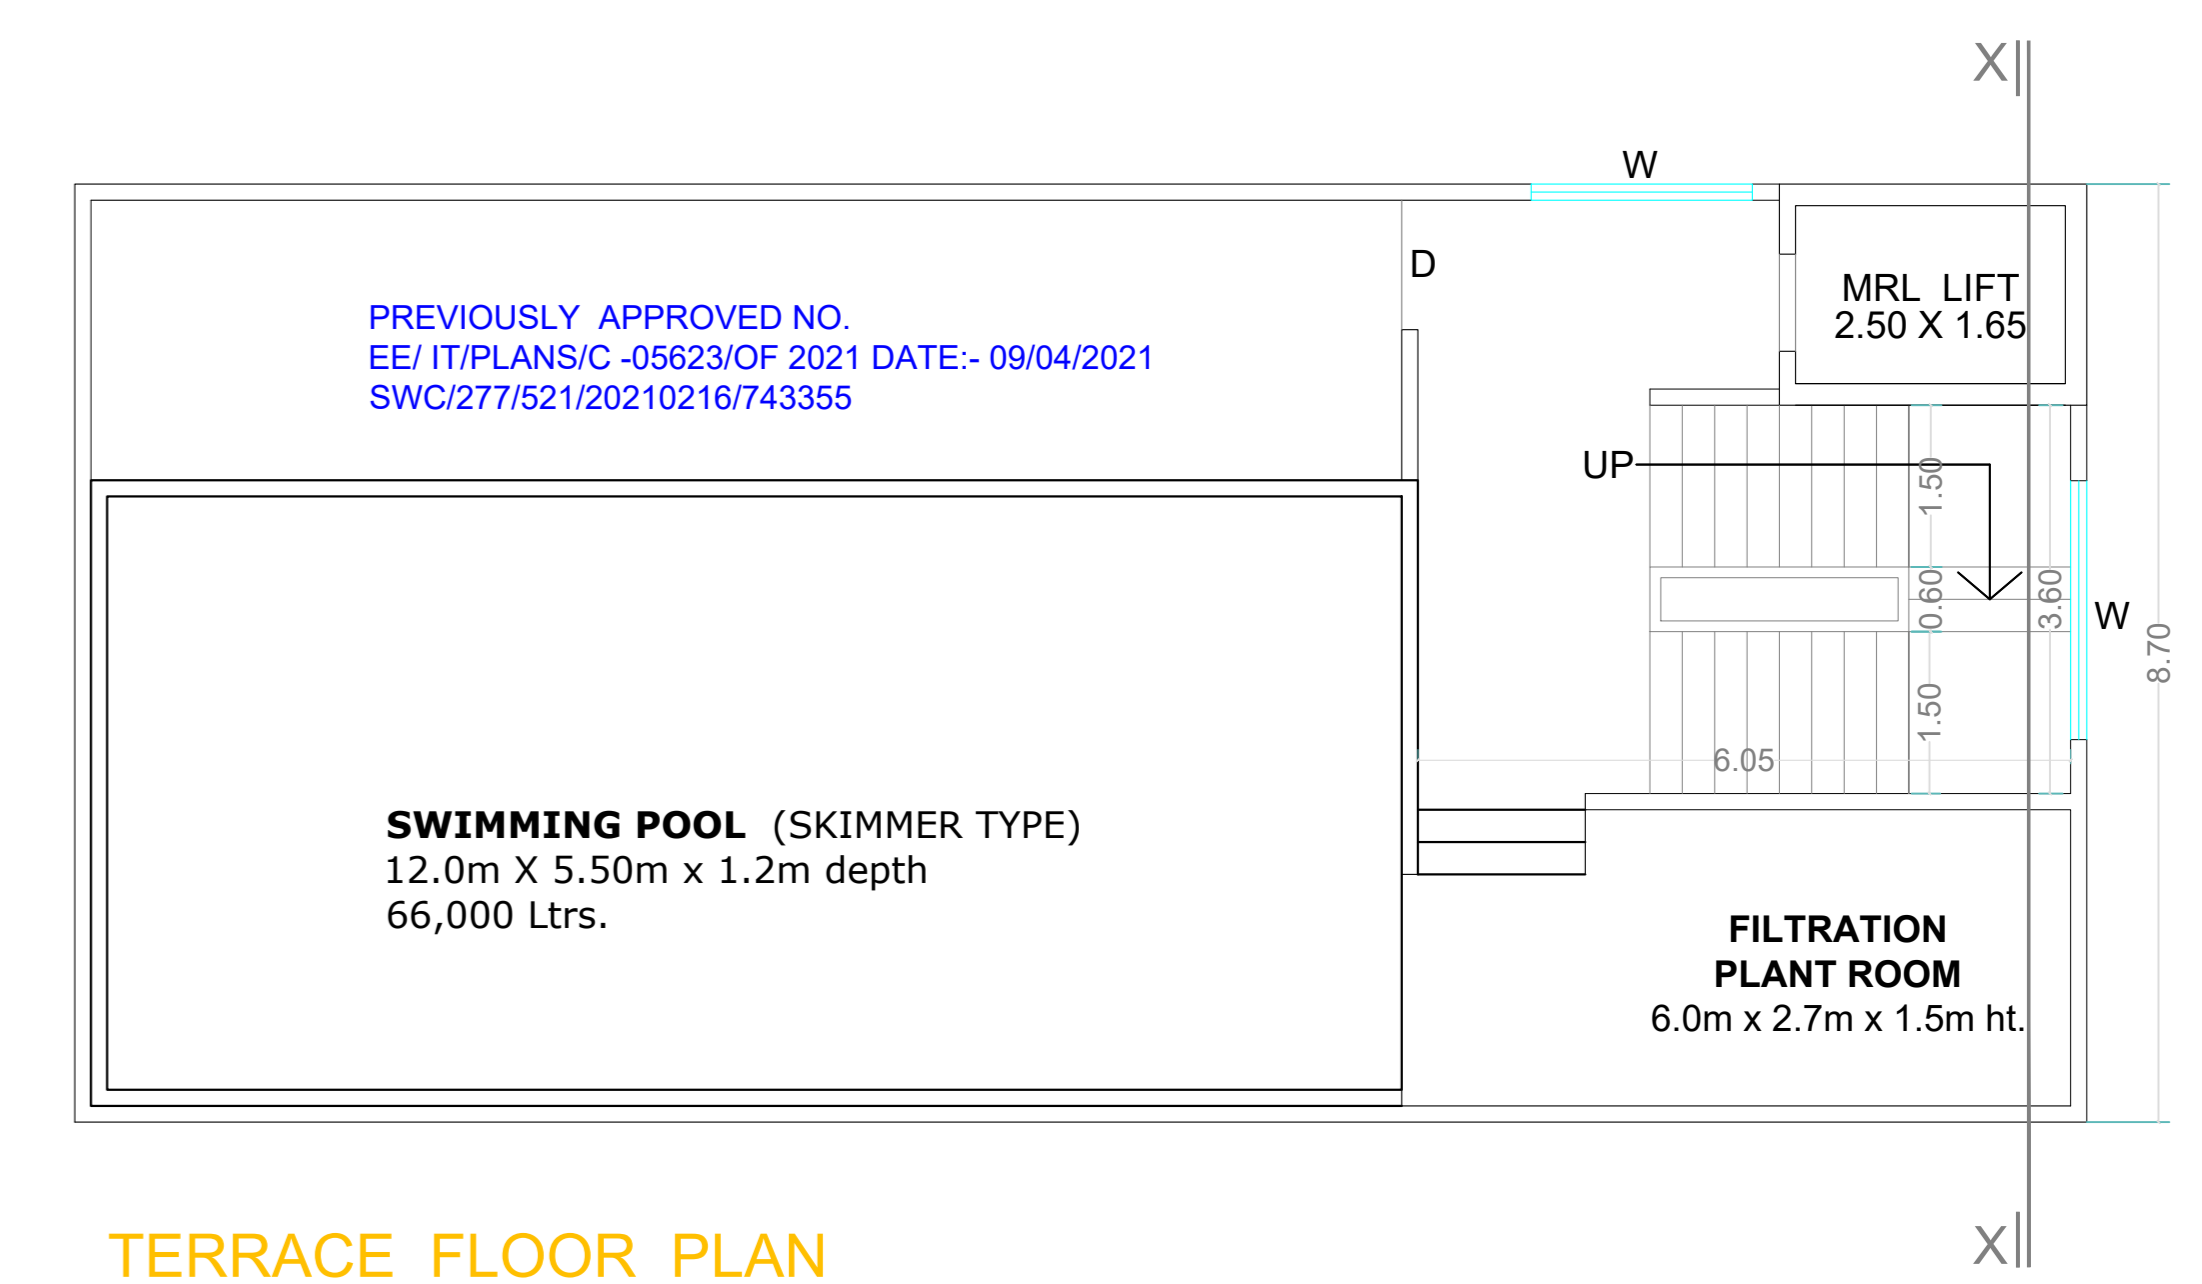 X
W
D
MRL LIFT
2.50 X 1.65
PREVIOUSLY APPROVED NO.
EE/ IT/PLANS/C -05623/OF 2021 DATE:- 09/04/2021
SWC/277/521/20210216/743355
UP
1.50
0.60
3.60
W
8.70
1.50
6.05
SWIMMING POOL (SKIMMER TYPE)
12.0m X 5.50m x 1.2m depth
66,000 Ltrs.
FILTRATION
PLANT ROOM
6.0m x 2.7m x 1.5m ht.
TERRACE FLOOR PLAN
X